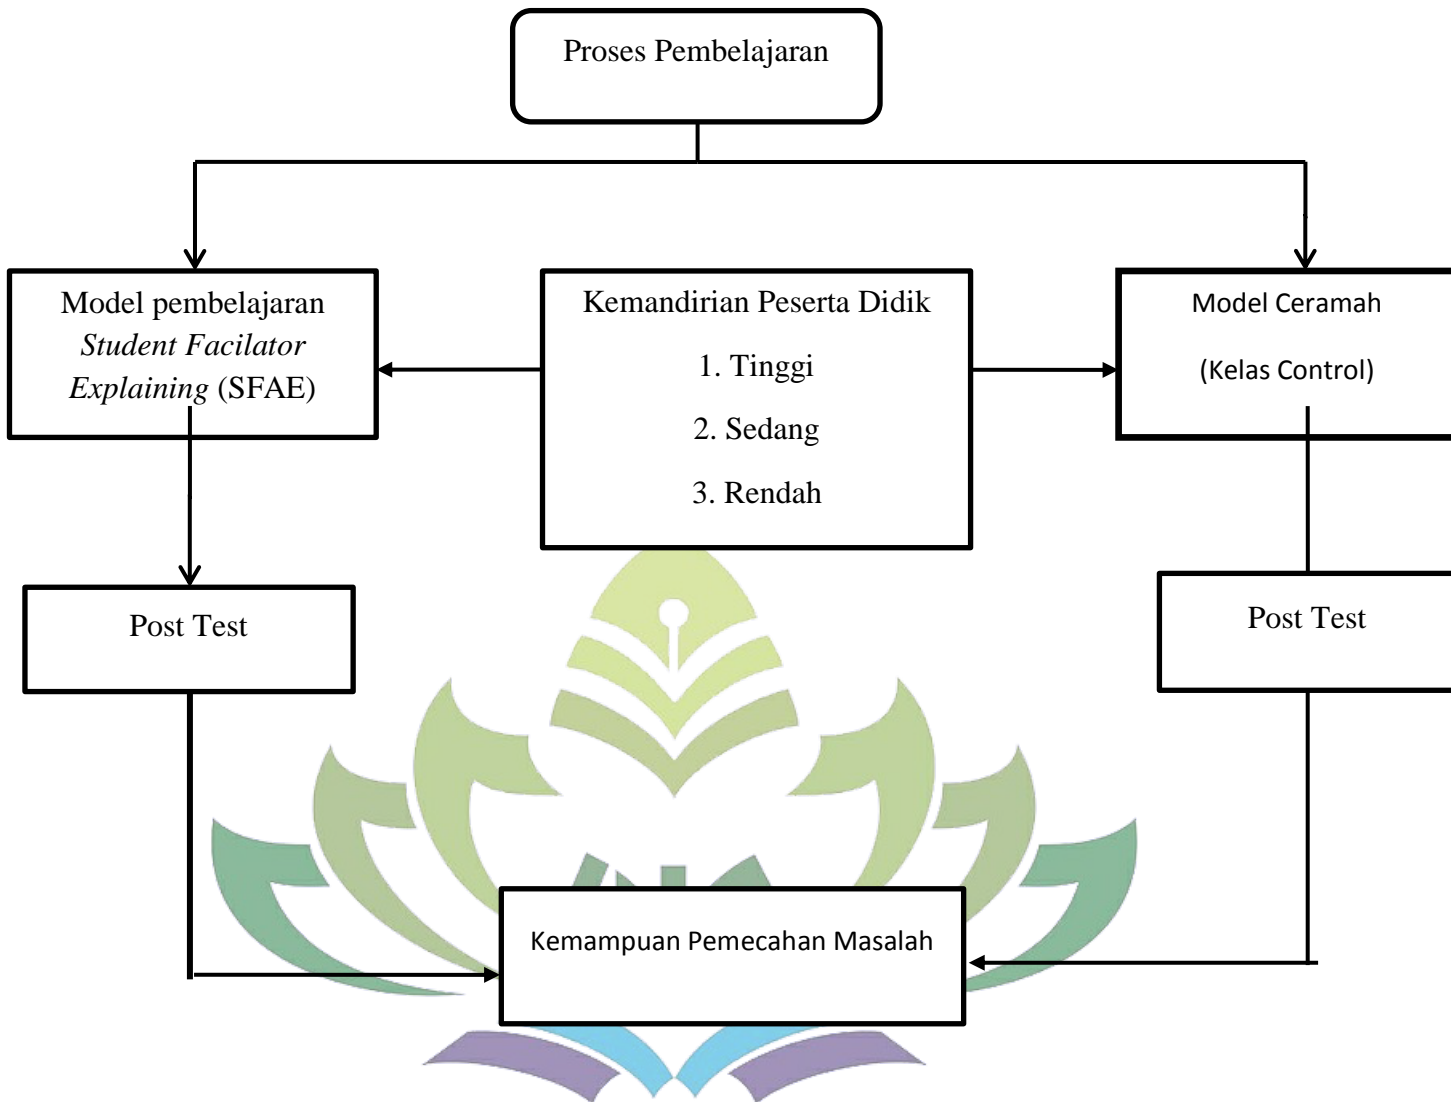 Proses Pembelajaran
Model pembelajaran
Student Facilator
Explaining (SFAE)
Kemandirian Peserta Didik
1. Tinggi
2. Sedang
3. Rendah
Model Ceramah
(Kelas Control)
Post Test
Post Test
Kemampuan Pemecahan Masalah